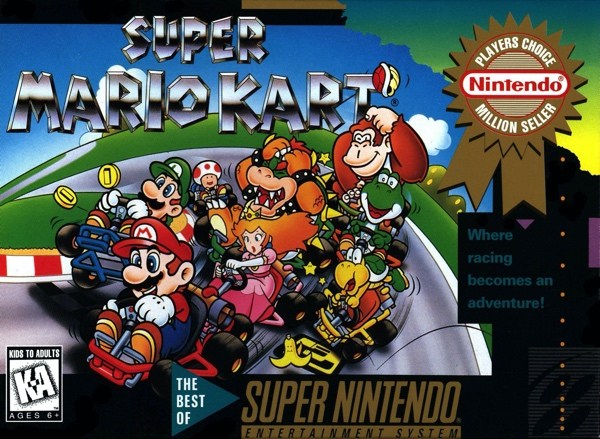 SUPER
MARIO KART®
PLAYERS CHOICE
Nintendo®
MILLION SELLER
Where
racing
becomes an
adventure!
KIDS TO ADULTS
KA
AGES 6+
THE
BEST
OF
SUPER NINTENDO
ENTERTAINMENT SYSTEM